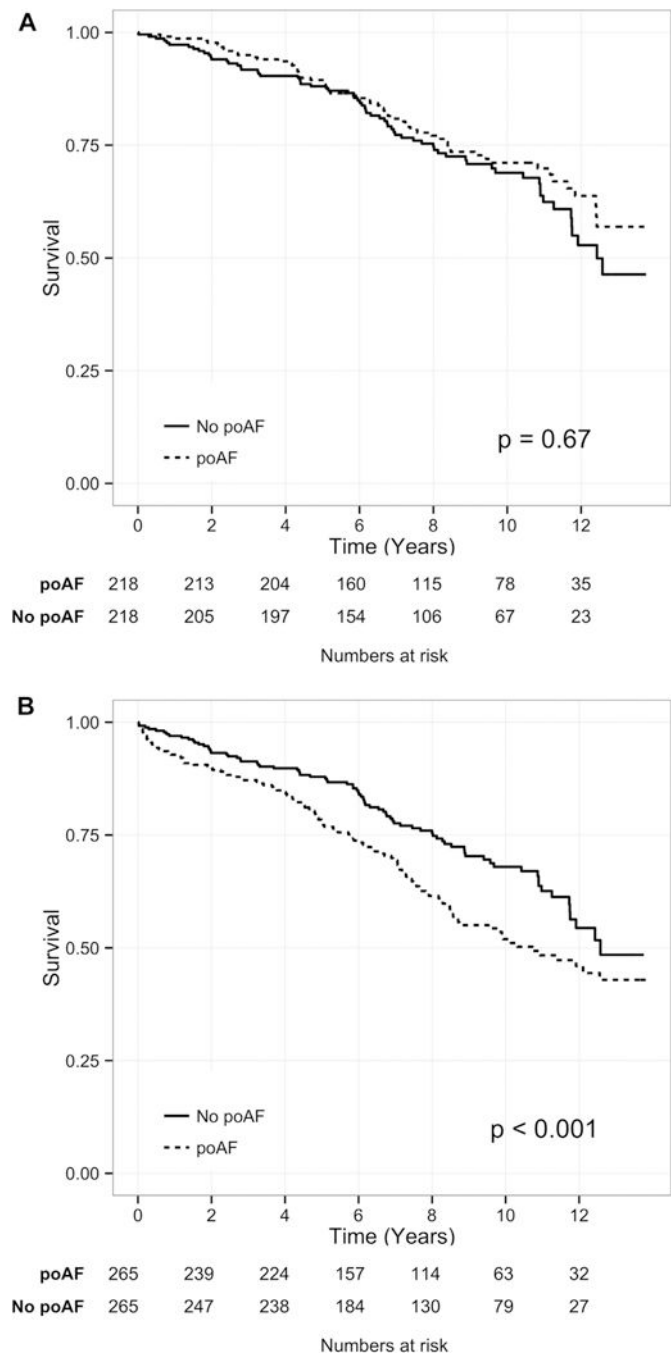 A
1.00
0.75
0.50
0.25
0.00
Survival
No poAF
poAF
p = 0.67
0 2 4 6 8 10 12
Time (Years)
poAF 218 213 204 160 115 78 35
No poAF 218 205 197 154 106 67 23
Numbers at risk
B
1.00
0.75
0.50
0.25
0.00
Survival
No poAF
poAF
p < 0.001
0 2 4 6 8 10 12
Time (Years)
poAF 265 239 224 157 114 63 32
No poAF 265 247 238 184 130 79 27
Numbers at risk